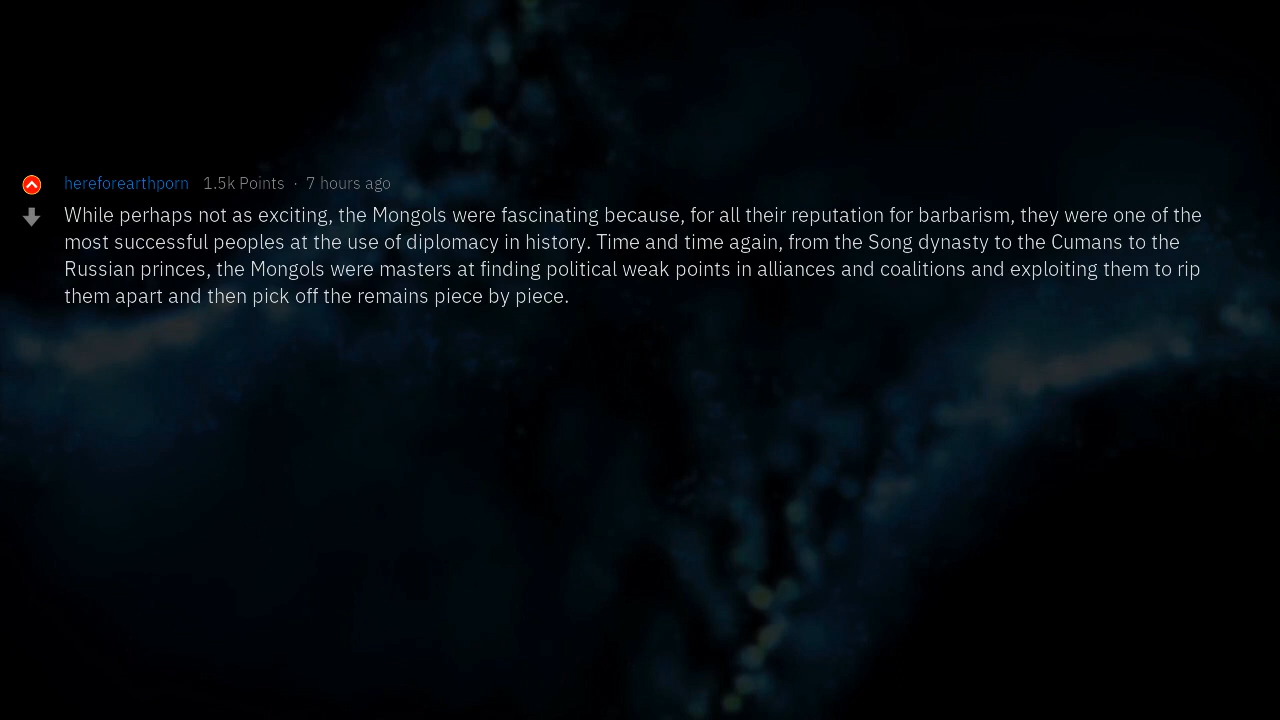 hereforearthporn 1.5k Points · 7 hours ago
While perhaps not as exciting, the Mongols were fascinating because, for all their reputation for barbarism, they were one of the
most successful peoples at the use of diplomacy in history. Time and time again, from the Song dynasty to the Cumans to the
Russian princes, the Mongols were masters at finding political weak points in alliances and coalitions and exploiting them to rip
them apart and then pick off the remains piece by piece.